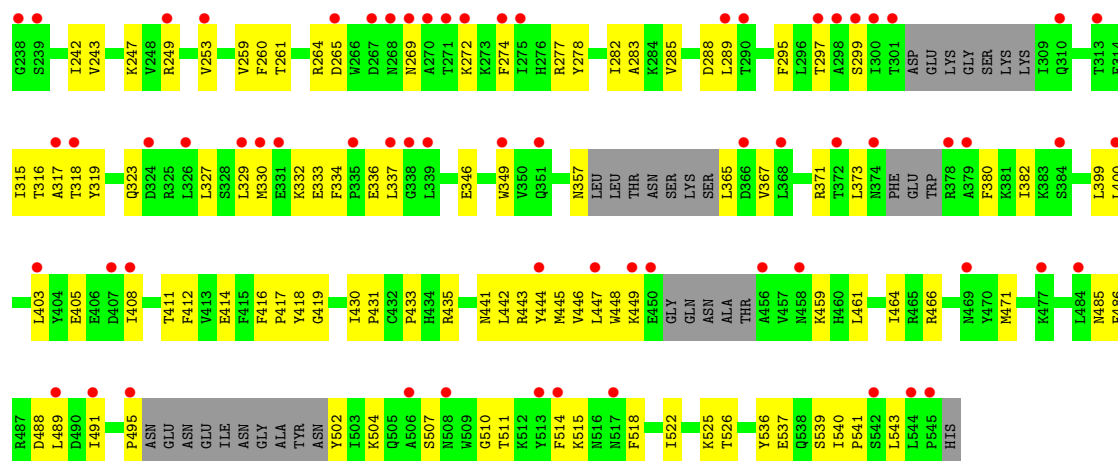 G238 S239 I242 V243 K247 V248 R249 V253 V259 F260 T261 R264 D265 W266 D267 N268 N269 A270 T271 K272 K273 F274 I275 H276 R277 Y278 I282 A283 K284 V285 D288 L289 T290 F295 L296 T297 A298 S299 I300 T301 ASP GLU LYS GLY SER LYS LYS I309 Q310 T313
I315 T316 A317 T318 Y319 Q323 D324 R325 L326 L327 S328 L329 M330 E331 K332 E333 F334 P335 E336 L337 G338 L339 E346 W349 V350 Q351 N357 LEU LEU THR ASN SER LYS SER L365 D366 V367 L368 R371 T372 L373 N374 PHE GLU TRP R378 A379 F380 K381 I382 K383 S384 L399
L403 Y404 E405 E406 D407 I408 T411 F412 V413 E414 F415 F416 P417 Y418 G419 I430 P431 C432 P433 H434 R435 N441 L442 R443 Y444 M445 V446 L447 W448 K449 E450 GLY GLN ASN ALA THR A456 V457 N458 K459 H460 L461 I464 R465 R466 N469 Y470 M471 K477 L484 N485
R487 D488 L489 D490 I491 P495 ASN GLU ASN GLU ILE ASN GLY ALA TYR ASN Y502 I503 K504 Q505 A506 S507 N508 W509 G510 T511 K512 Y513 F514 K515 N516 N517 F518 I522 K525 T526 Y536 E537 Q538 S539 I540 P541 S542 L543 L544 P545 HIS